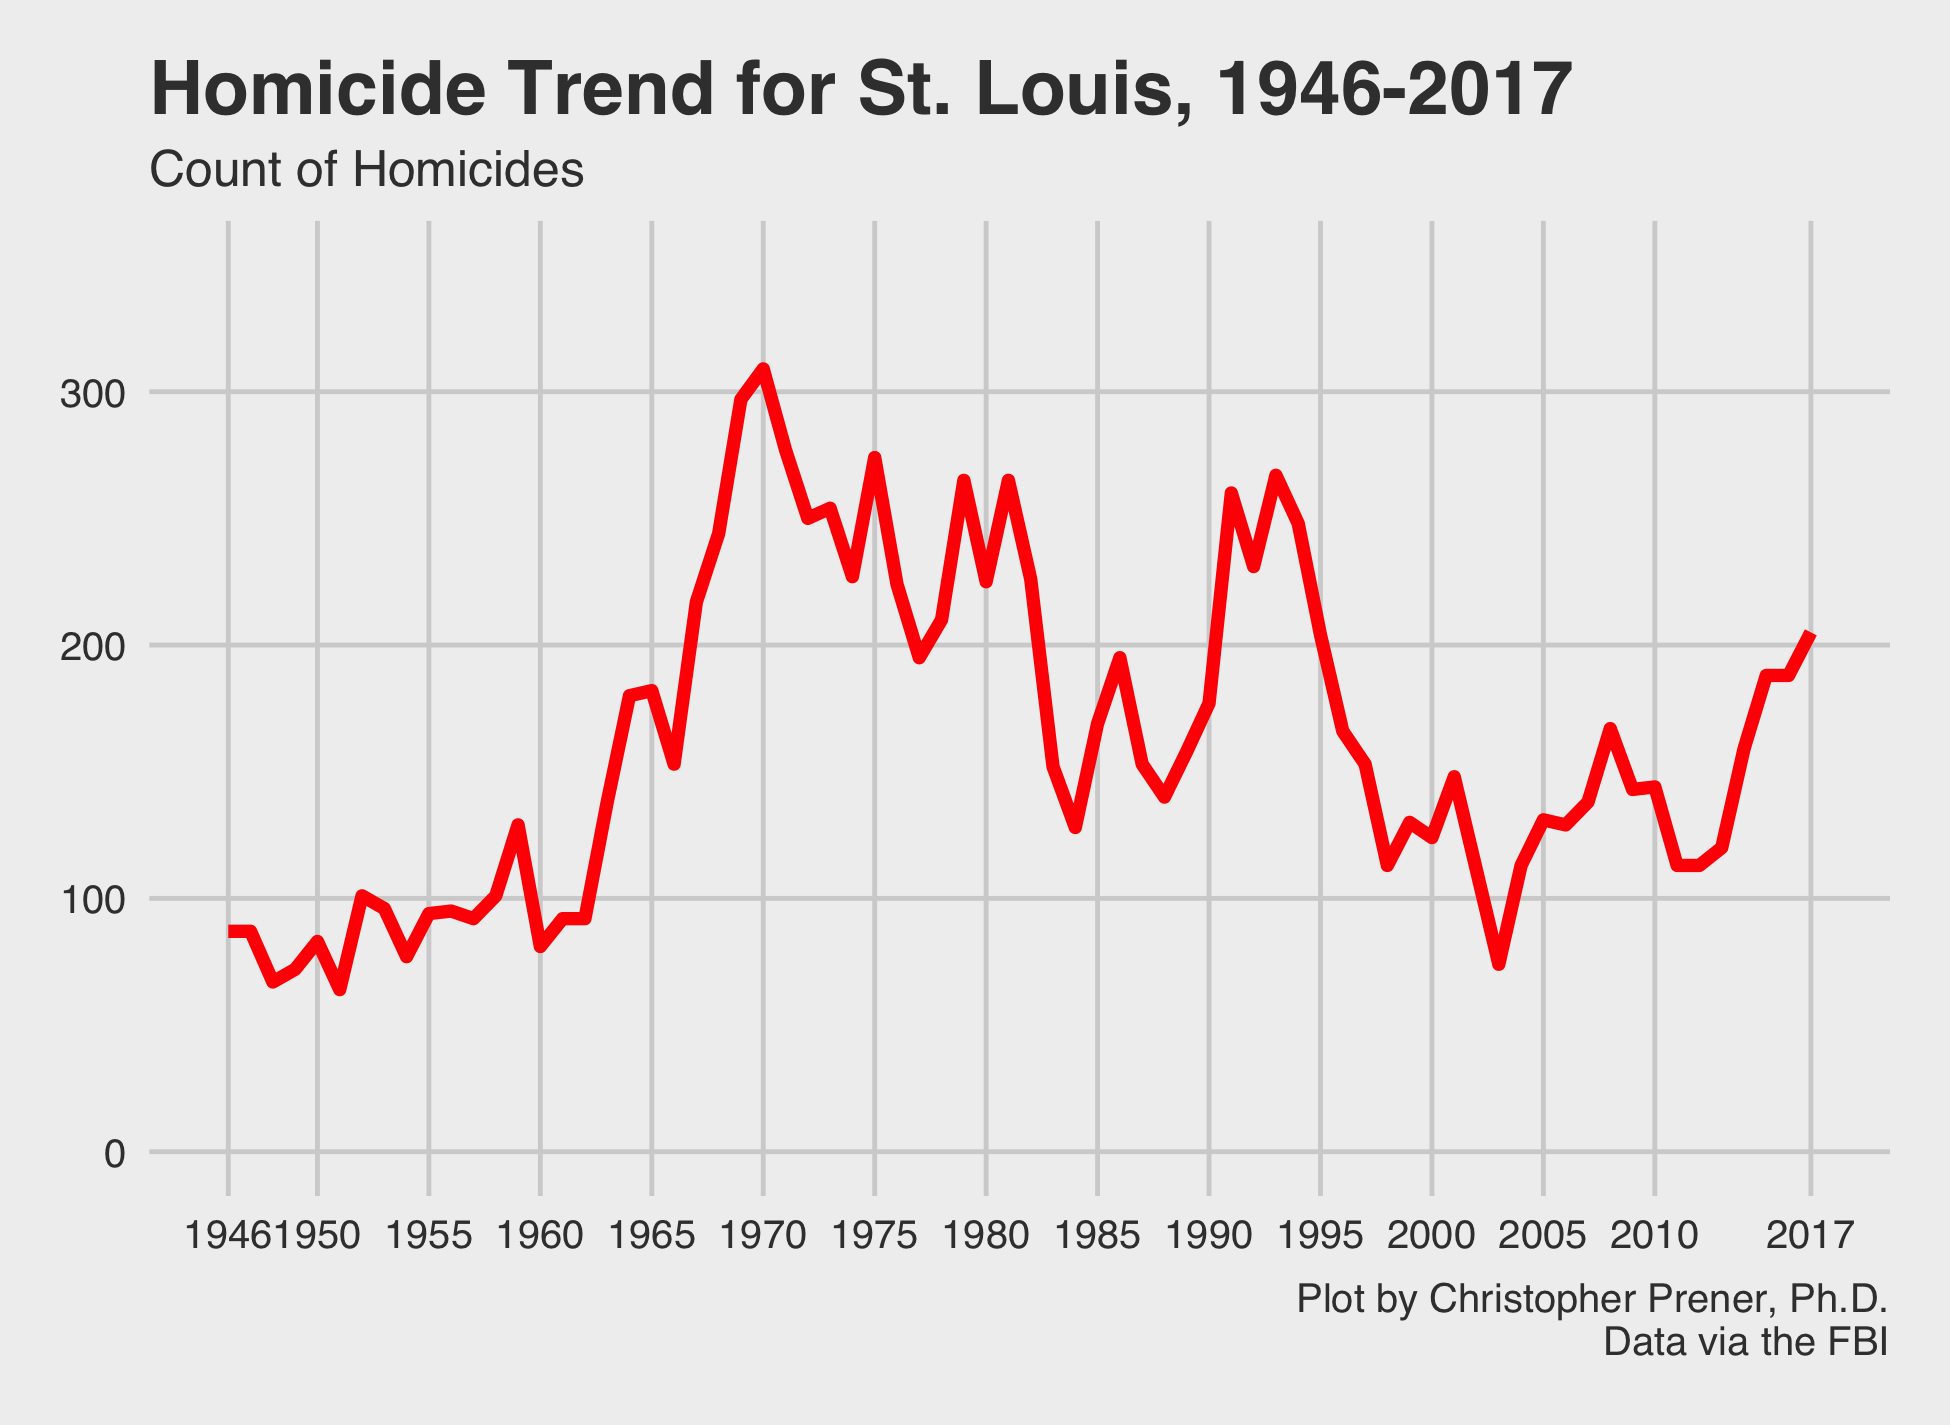 Homicide Trend for St. Louis, 1946-2017
Count of Homicides
300
200
100
0
1946 1950 1955 1960 1965 1970 1975 1980 1985 1990 1995 2000 2005 2010 2017
Plot by Christopher Prener, Ph.D.
Data via the FBI